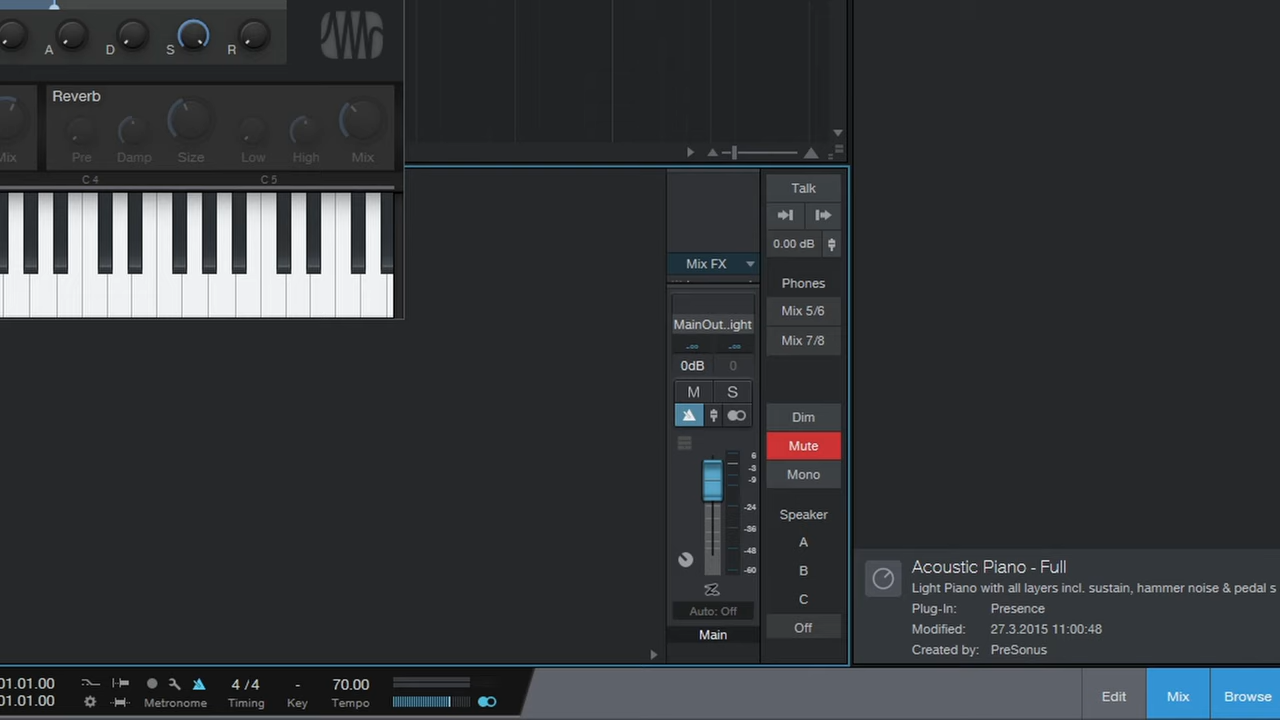 A D S R
Reverb
Mix Pre Damp Size Low High Mix
C 4 C 5
Talk
0.00 dB
Mix FX
Phones
Mix 5/6
MainOut..ight
Mix 7/8
-∞ -∞
0dB 0
M S
Dim
Mute
Mono
6
-3
-9
-24
-36
-48
-60
Speaker
A
B
C
Off
Auto: Off
Main
Acoustic Piano - Full
Light Piano with all layers incl. sustain, hammer noise & pedal s
Plug-In: Presence
Modified: 27.3.2015 11:00:48
Created by: PreSonus
01.01.00
01.01.00
Metronome
4 / 4
Timing
-
Key
70.00
Tempo
Edit Mix Browse